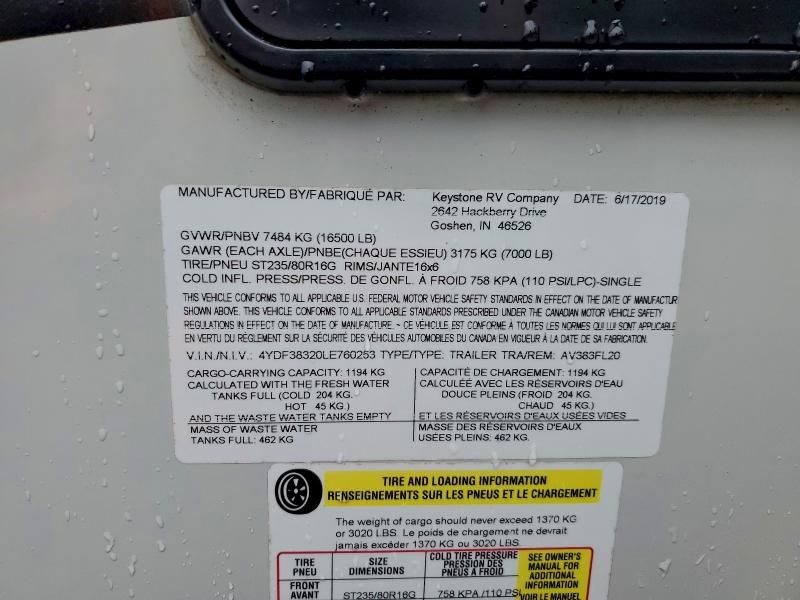 MANUFACTURED BY/FABRIQUÉ PAR: Keystone RV Company DATE: 6/17/2019
2642 Hackberry Drive
Goshen, IN 46526
GVWR/PNBV 7484 KG (16500 LB)
GAWR (EACH AXLE)/PNBE(CHAQUE ESSIEU) 3175 KG (7000 LB)
TIRE/PNEU ST235/80R16G RIMS/JANTE16x6
COLD INFL. PRESS/PRESS. DE GONFL. À FROID 758 KPA (110 PSI/LPC)-SINGLE
THIS VEHICLE CONFORMS TO ALL APPLICABLE U.S. FEDERAL MOTOR VEHICLE SAFETY STANDARDS IN EFFECT ON THE DATE OF MANUFACTUR
SHOWN ABOVE. THIS VEHICLE CONFORMS TO ALL APPLICABLE STANDARDS PRESCRIBED UNDER THE CANADIAN MOTOR VEHICLE SAFETY
REGULATIONS IN EFFECT ON THE DATE OF MANUFACTURE. ~ CE VÉHICULE EST CONFORME À TOUTES LES NORMES QUI LUI SONT APPLICABLE
EN VERTU DU RÈGLEMENT SUR LA SÉCURITÉ DES VÉHICULES AUTOMOBILES DU CANADA EN VIGUEUR À LA DATE DE SA FABRICATION.
V.I.N./N.I.V.: 4YDF38320LE760253 TYPE/TYPE: TRAILER TRA/REM: AV383FL20
CARGO-CARRYING CAPACITY: 1194 KG
CALCULATED WITH THE FRESH WATER
TANKS FULL (COLD 204 KG.
HOT 45 KG.)
AND THE WASTE WATER TANKS EMPTY
MASS OF WASTE WATER
TANKS FULL: 462 KG
CAPACITÉ DE CHARGEMENT: 1194 KG
CALCULÉE AVEC LES RÉSERVOIRS D'EAU
DOUCE PLEINS (FROID 204 KG.
CHAUD 45 KG.)
ET LES RÉSERVOIRS D'EAUX USÉES VIDES
MASSE DES RÉSERVOIRS D'EAUX
USÉES PLEINS: 462 KG.
TIRE AND LOADING INFORMATION
RENSEIGNEMENTS SUR LES PNEUS ET LE CHARGEMENT
The weight of cargo should never exceed 1370 KG
or 3020 LBS. Le poids de chargement ne devrait
jamais excéder 1370 KG ou 3020 LBS.
TIRE
PNEU
SIZE
DIMENSIONS
COLD TIRE PRESSURE
PRESSION DES
PNEUS À FROID
SEE OWNER'S
MANUAL FOR
ADDITIONAL
INFORMATION
VOIR LE MANUEL
FRONT
AVANT
ST235/80R16G
758 KPA /110 PSI